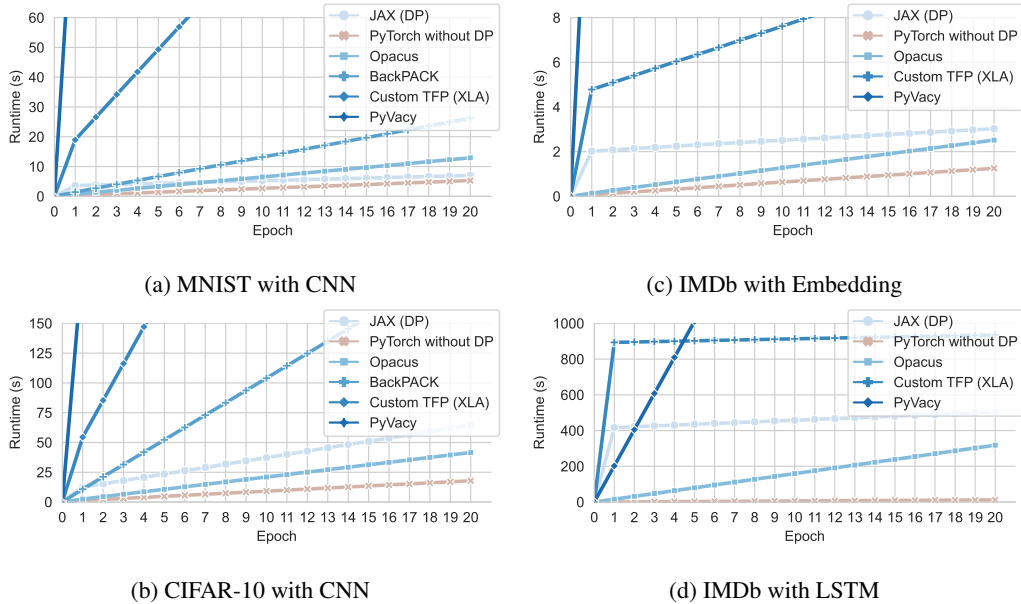 60
50
40
30
20
10
0
Runtime (s)
0 1 2 3 4 5 6 7 8 9 10 11 12 13 14 15 16 17 18 19 20
Epoch
JAX (DP)
PyTorch without DP
Opacus
BackPACK
Custom TFP (XLA)
PyVacy
(a) MNIST with CNN
8
6
4
2
0
Runtime (s)
0 1 2 3 4 5 6 7 8 9 10 11 12 13 14 15 16 17 18 19 20
Epoch
JAX (DP)
PyTorch without DP
Opacus
Custom TFP (XLA)
PyVacy
(c) IMDb with Embedding
150
125
100
75
50
25
0
Runtime (s)
0 1 2 3 4 5 6 7 8 9 10 11 12 13 14 15 16 17 18 19 20
Epoch
JAX (DP)
PyTorch without DP
Opacus
BackPACK
Custom TFP (XLA)
PyVacy
(b) CIFAR-10 with CNN
1000
800
600
400
200
0
Runtime (s)
0 1 2 3 4 5 6 7 8 9 10 11 12 13 14 15 16 17 18 19 20
Epoch
JAX (DP)
PyTorch without DP
Opacus
Custom TFP (XLA)
PyVacy
(d) IMDb with LSTM